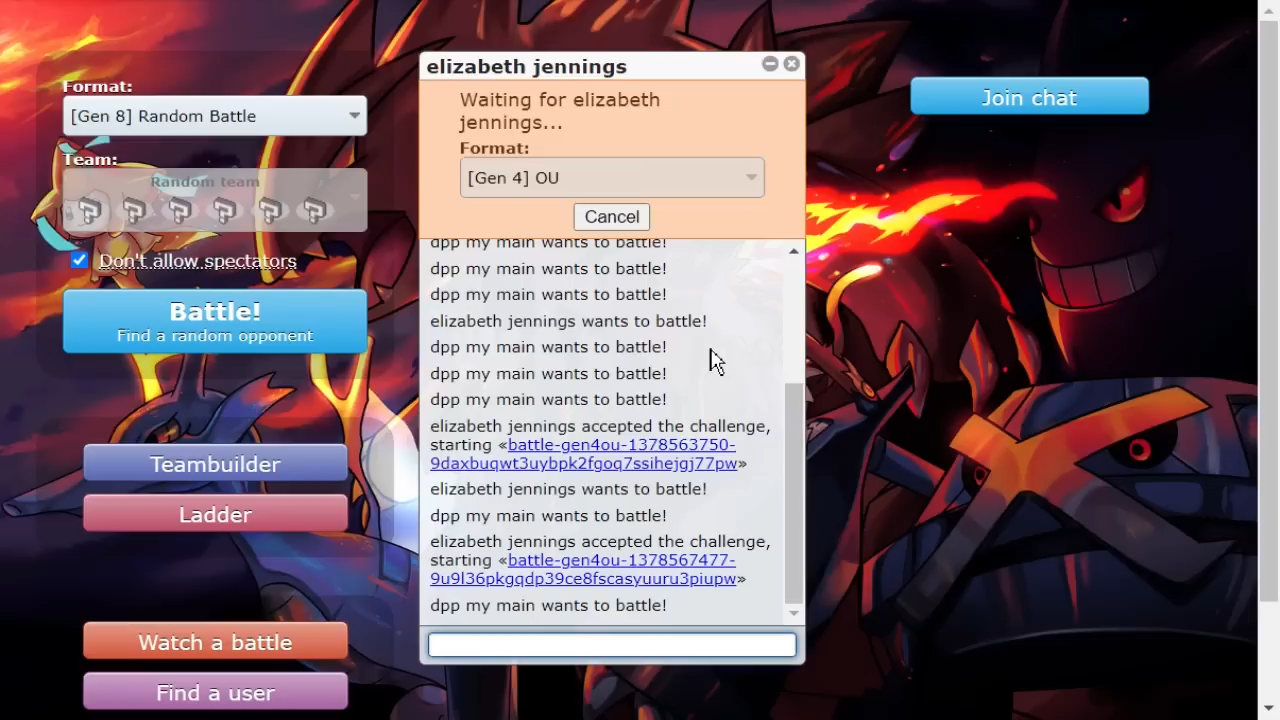 Format:
[Gen 8] Random Battle
Team:
Random team
Don't allow spectators
Battle!
Find a random opponent
Teambuilder
Ladder
Watch a battle
Find a user
elizabeth jennings
Waiting for elizabeth
jennings...
Format:
[Gen 4] OU
Cancel
dpp my main wants to battle!
dpp my main wants to battle!
dpp my main wants to battle!
elizabeth jennings wants to battle!
dpp my main wants to battle!
dpp my main wants to battle!
dpp my main wants to battle!
elizabeth jennings accepted the challenge,
starting «battle-gen4ou-1378563750-
9daxbuqwt3uybpk2fgoq7ssihejgj77pw»
elizabeth jennings wants to battle!
dpp my main wants to battle!
elizabeth jennings accepted the challenge,
starting «battle-gen4ou-1378567477-
9u9l36pkgqdp39ce8fscasyuuru3piupw»
dpp my main wants to battle!
Join chat